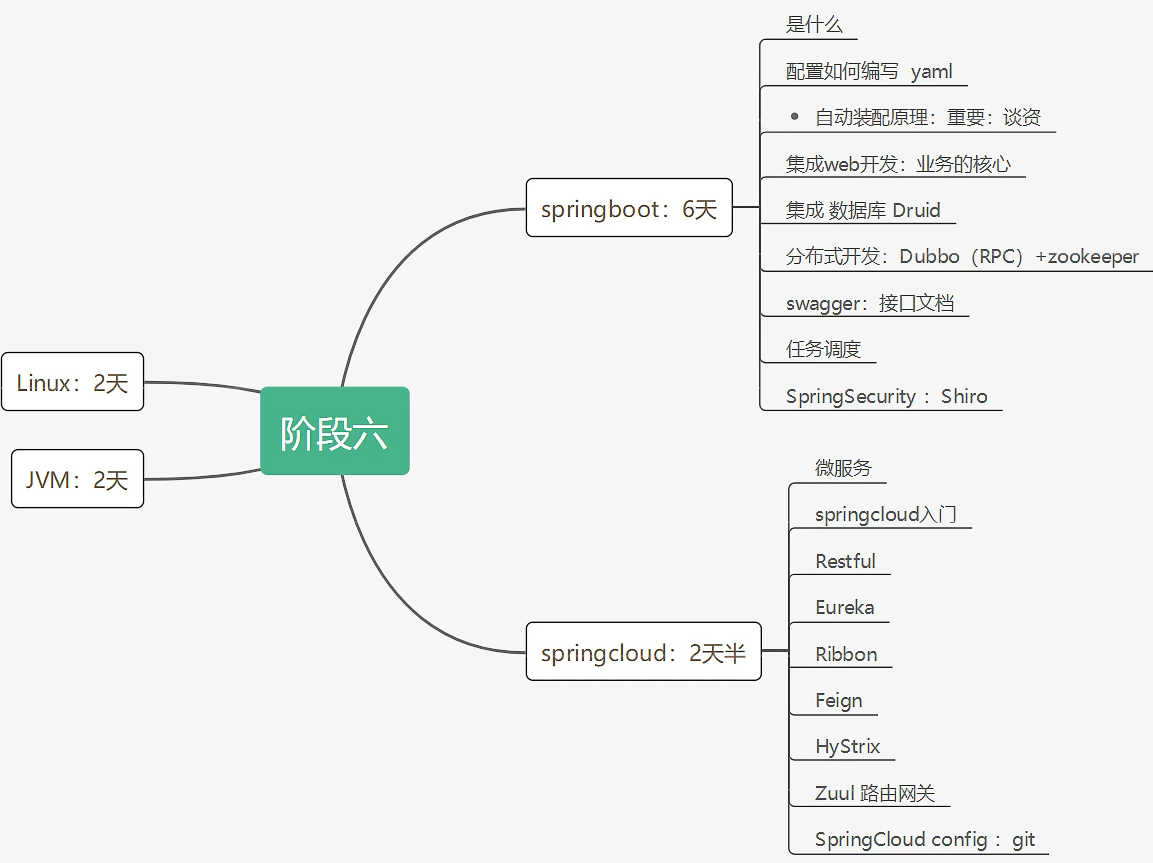 阶段六
springboot：6天
是什么
配置如何编写 yaml
自动装配原理：重要：谈资
集成web开发：业务的核心
集成 数据库 Druid
分布式开发：Dubbo（RPC）+zookeeper
swagger：接口文档
任务调度
SpringSecurity ：Shiro
springcloud：2天半
微服务
springcloud入门
Restful
Eureka
Ribbon
Feign
HyStrix
Zuul 路由网关
SpringCloud config ：git
Linux：2天
JVM：2天